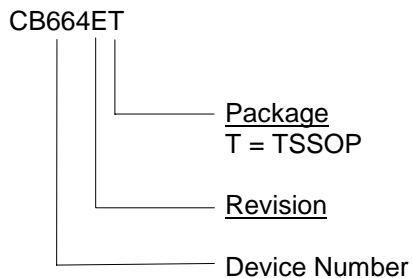 CB664ET
Package
T = TSSOP
Revision
Device Number